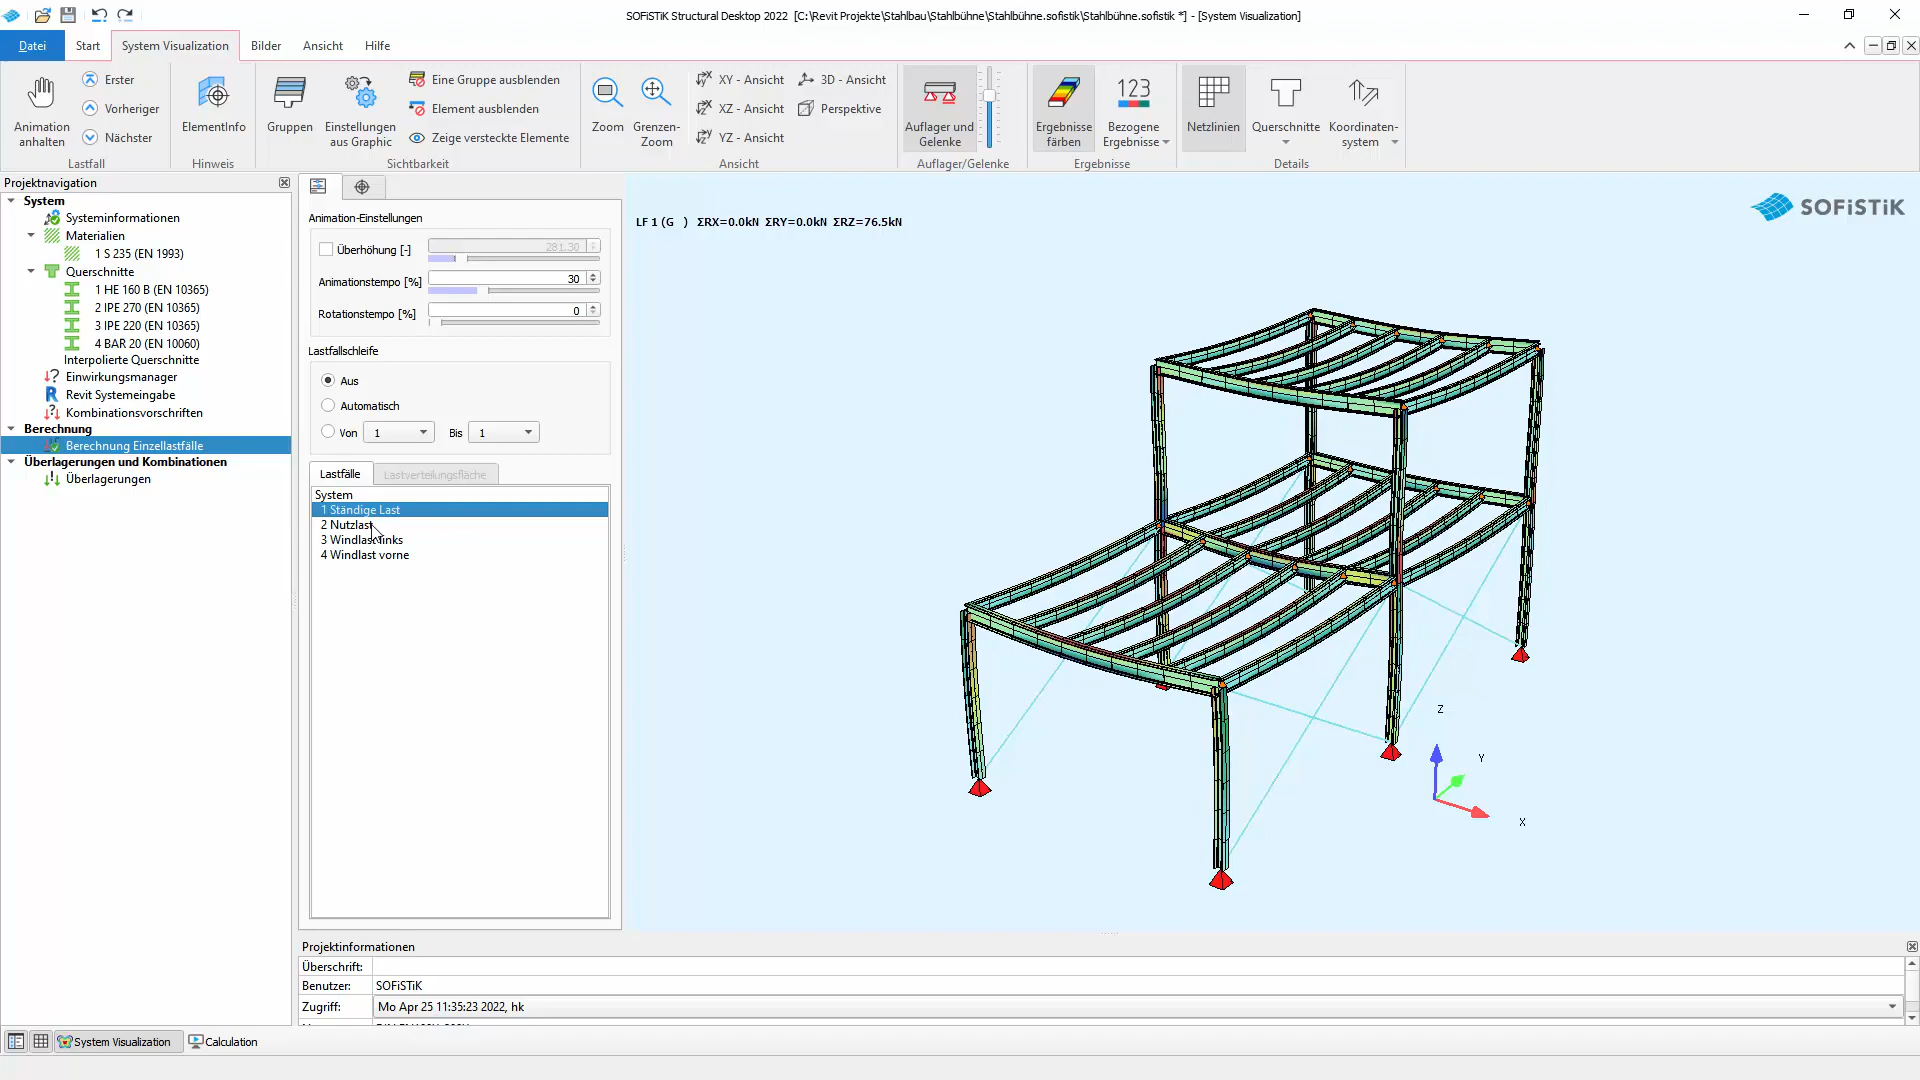 SOFiSTiK Structural Desktop 2022 [C:\Revit Projekte\Stahlbau\Stahlbühne\Stahlbühne.sofistik\Stahlbühne.sofistik *] - [System Visualization]
Datei Start System Visualization Bilder Ansicht Hilfe
Animation anhalten
Erster
Vorheriger
Nächster
Lastfall
ElementInfo
Hinweis
Gruppen
Einstellungen aus Graphic
Eine Gruppe ausblenden
Element ausblenden
Zeige versteckte Elemente
Sichtbarkeit
Zoom
Grenzen-Zoom
XY - Ansicht
XZ - Ansicht
YZ - Ansicht
3D - Ansicht
Perspektive
Ansicht
Auflager und Gelenke
Auflager/Gelenke
Ergebnisse färben
123
Bezogene Ergebnisse
Ergebnisse
Netzlinien
Querschnitte
Koordinaten-system
Details
Projektnavigation
System
Systeminformationen
Materialien
1 S 235 (EN 1993)
Querschnitte
1 HE 160 B (EN 10365)
2 IPE 270 (EN 10365)
3 IPE 220 (EN 10365)
4 BAR 20 (EN 10060)
Interpolierte Querschnitte
Einwirkungsmanager
Revit Systemeingabe
Kombinationsvorschriften
Berechnung
Berechnung Einzellastfälle
Überlagerungen und Kombinationen
Überlagerungen
Animation-Einstellungen
Überhöhung [-] 281.30
Animationstempo [%] 30
Rotationstempo [%] 0
Lastfallschleife
Aus
Automatisch
Von 1 Bis 1
Lastfälle Lastverteilungsfläche
System
1 Ständige Last
2 Nutzlast
3 Windlast links
4 Windlast vorne
LF 1 (G ) ΣRX=0.0kN ΣRY=0.0kN ΣRZ=76.5kN
SOFiSTiK
Z
Y
X
Projektinformationen
Überschrift:
Benutzer: SOFiSTiK
Zugriff: Mo Apr 25 11:35:23 2022, hk
System Visualization Calculation